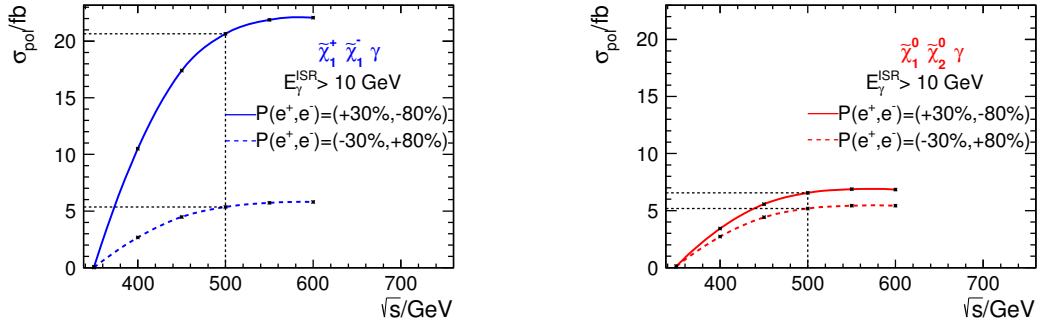 σpol/fb
20
15
10
5
0
400 500 600 700
√s/GeV
χ̃₁⁺ χ̃₁⁻ γ
E_γ^ISR > 10 GeV
P(e⁺,e⁻)=(+30%,-80%)
P(e⁺,e⁻)=(-30%,+80%)
σpol/fb
20
15
10
5
0
400 500 600 700
√s/GeV
χ̃₁⁰ χ̃₂⁰ γ
E_γ^ISR > 10 GeV
P(e⁺,e⁻)=(+30%,-80%)
P(e⁺,e⁻)=(-30%,+80%)